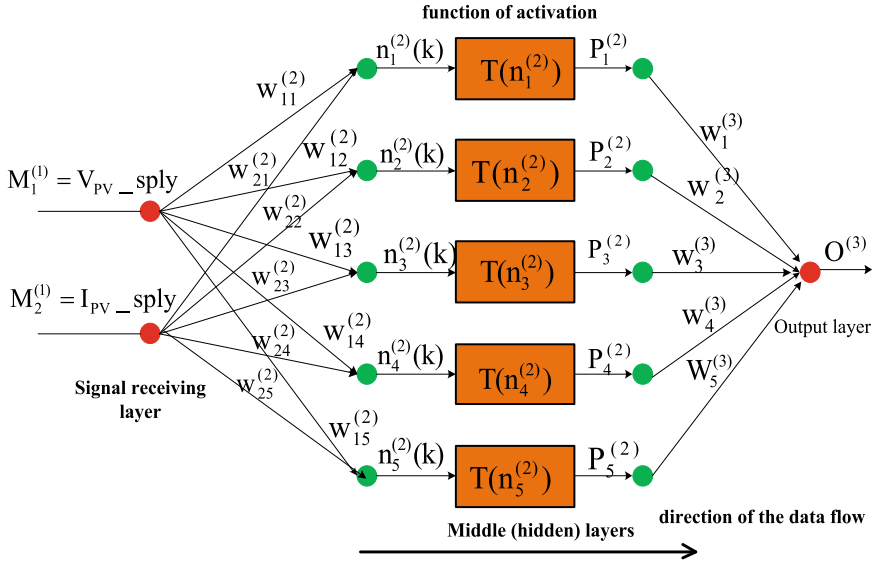 function of activation
n₁⁽²⁾(k) T(n₁⁽²⁾) P₁⁽²⁾
w₁₁⁽²⁾
w₁₂⁽²⁾ n₂⁽²⁾(k) T(n₂⁽²⁾) P₂⁽²⁾ w₁⁽³⁾
w₂₁⁽²⁾
M₁⁽¹⁾ = V_PV _ sply
w₂₂⁽²⁾ w₂⁽³⁾
w₁₃⁽²⁾ n₃⁽²⁾(k) T(n₃⁽²⁾) P₃⁽²⁾ w₃⁽³⁾ O⁽³⁾
w₂₃⁽²⁾
M₂⁽¹⁾ = I_PV _ sply
w₁₄⁽²⁾ w₄⁽³⁾ Output layer
w₂₄⁽²⁾ n₄⁽²⁾(k) T(n₄⁽²⁾) P₄⁽²⁾ W₅⁽³⁾
w₂₅⁽²⁾
Signal receiving
layer
w₁₅⁽²⁾ n₅⁽²⁾(k) T(n₅⁽²⁾) P₅⁽²⁾
direction of the data flow
Middle (hidden) layers